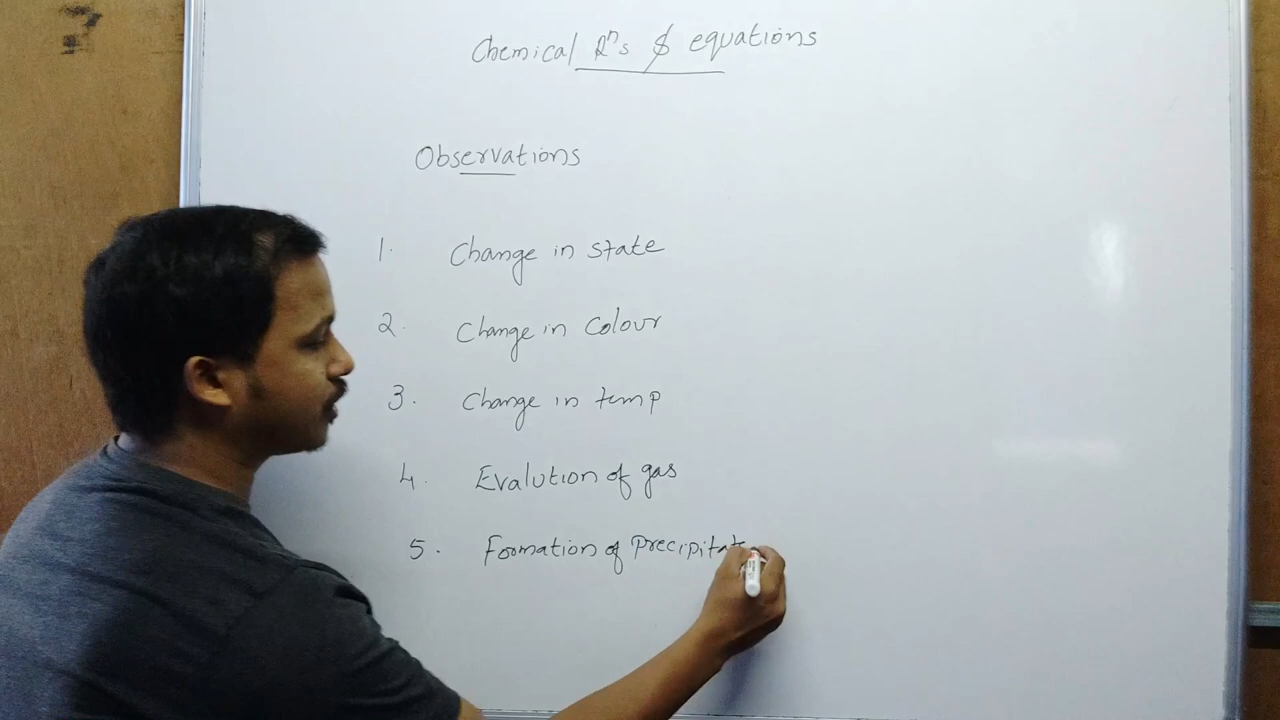 Chemical Rⁿs & equations
Observations
1. Change in state
2. Change in Colour
3. Change in temp
4. Evalution of gas
5. Formation of Precipitat